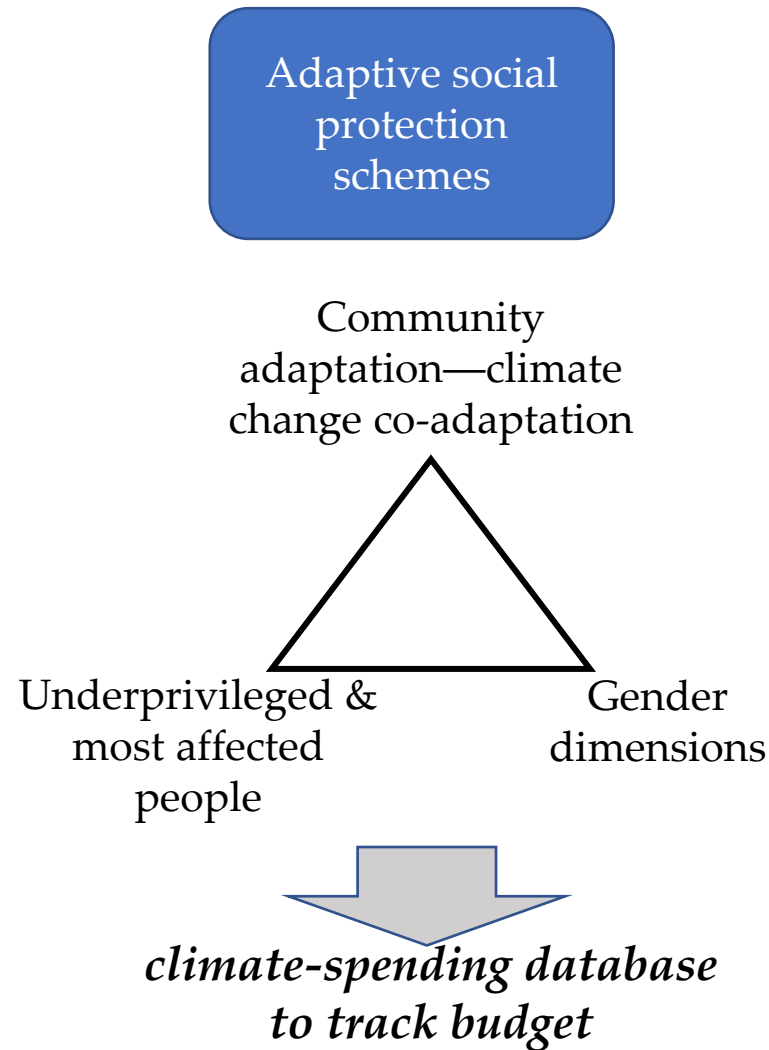 Adaptive social
protection
schemes
Community
adaptation—climate
change co-adaptation
Underprivileged &
most affected
people
Gender
dimensions
climate-spending database
to track budget